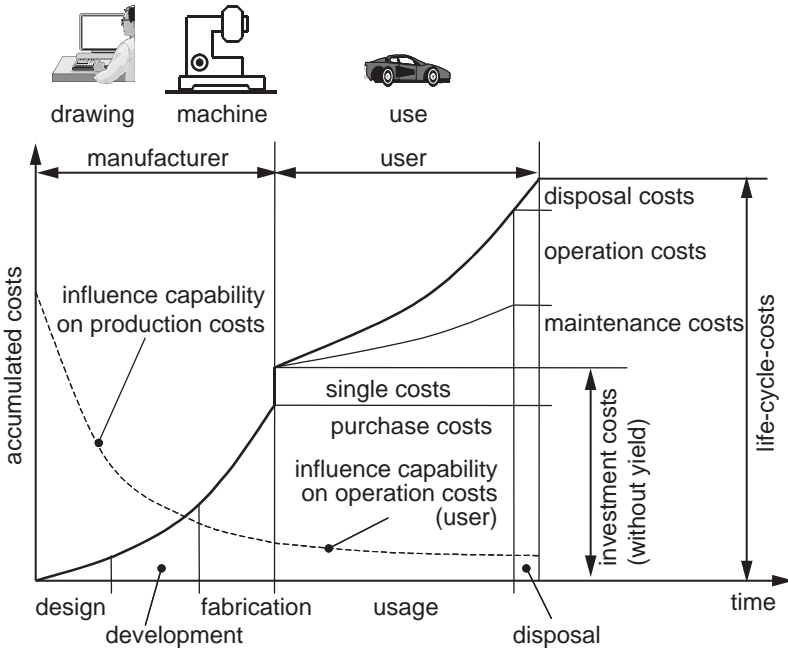 drawing
machine
use
manufacturer
user
accumulated costs
influence capability
on production costs
disposal costs
operation costs
maintenance costs
single costs
purchase costs
influence capability
on operation costs
(user)
investment costs
(without yield)
life-cycle-costs
design
development
fabrication
usage
disposal
time